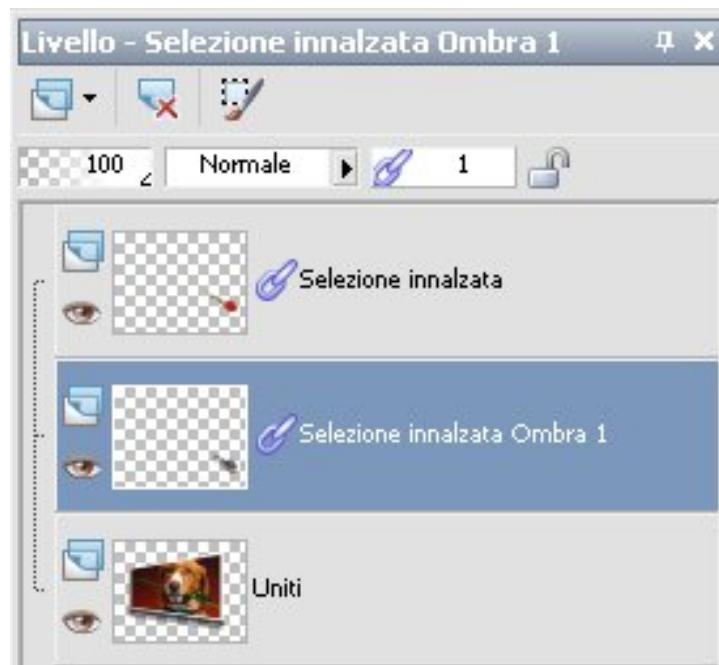 Livello - Selezione innalzata Ombra 1
100 Normale 1
Selezione innalzata
Selezione innalzata Ombra 1
Uniti